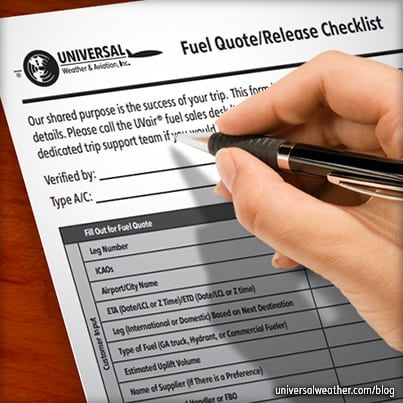 UNIVERSAL
Weather & Aviation, Inc.
®
Fuel Quote/Release Checklist
Our shared purpose is the success of your trip. This form
details. Please call the UVair® fuel sales desk
dedicated trip support team if you would
Verified by:
Type A/C:
Fill Out for Fuel Quote
Customer Input
Leg Number
ICAOs
Airport/City Name
ETA (Date/LCL or Z Time)/ETD (Date/LCL or Z time)
Leg (International or Domestic) Based on Next Destination
Type of Fuel (GA truck, Hydrant, or Commercial Fueler)
Estimated Uplift Volume
Name of Supplier (If There is a Preference)
Handler or FBO
universalweather.com/blog